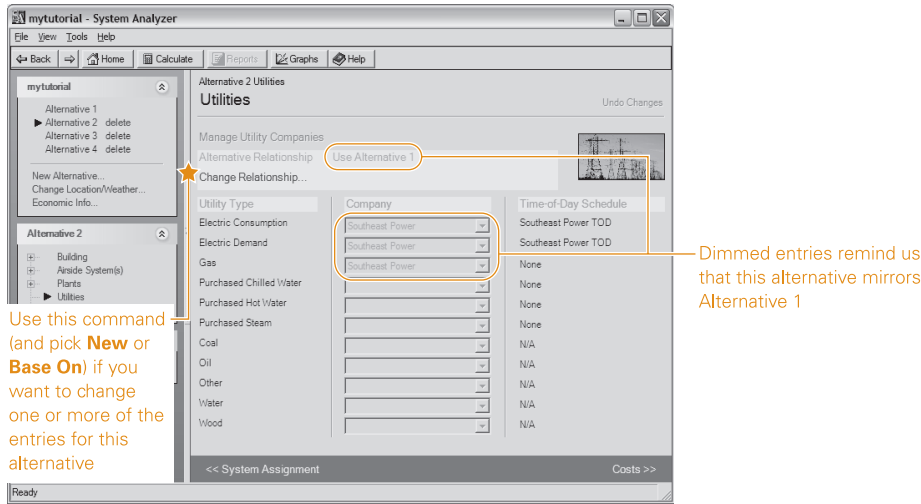 mytutorial - System Analyzer
File View Tools Help
Back Home Calculate Reports Graphs Help
mytutorial
Alternative 1
Alternative 2 delete
Alternative 3 delete
Alternative 4 delete
New Alternative...
Change Location/Weather...
Economic Info...
Alternative 2
Building
Airside System(s)
Plants
Utilities
Use this command
(and pick New or
Base On) if you
want to change
one or more of the
entries for this
alternative
Alternative 2 Utilities
Utilities
Undo Changes
Manage Utility Companies
Alternative Relationship Use Alternative 1
Change Relationship...
Utility Type Company Time-of-Day Schedule
Electric Consumption Southeast Power Southeast Power TOD
Electric Demand Southeast Power Southeast Power TOD
Gas Southeast Power None
Purchased Chilled Water None
Purchased Hot Water None
Purchased Steam None
Coal N/A
Oil N/A
Other N/A
Water N/A
Wood N/A
<< System Assignment Costs >>
Ready
Dimmed entries remind us
that this alternative mirrors
Alternative 1